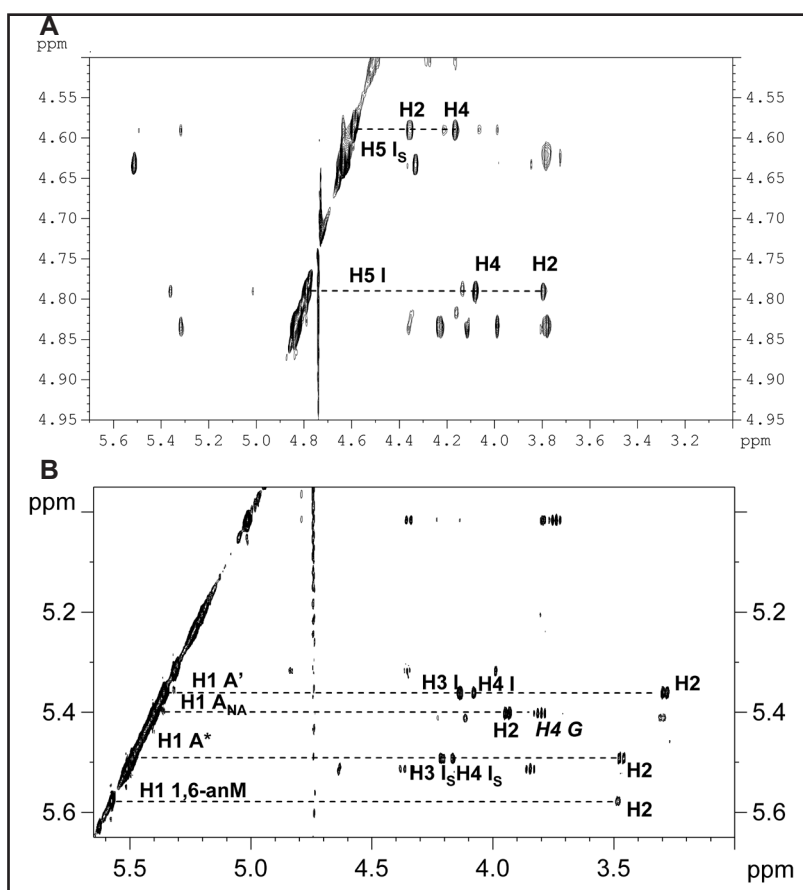 A
ppm
4.55
4.60
4.65
4.70
4.75
4.80
4.85
4.90
4.95
4.55
4.60
4.65
4.70
4.75
4.80
4.85
4.90
4.95
H2 H4
H5 I_S
H5 I H4 H2
5.6 5.4 5.2 5.0 4.8 4.6 4.4 4.2 4.0 3.8 3.6 3.4 3.2 ppm
B
ppm
5.2
5.4
5.6
5.2
5.4
5.6
H1 A' H3 I H4 I H2
H1 A_NA H2 H4 G
H1 A*
H3 I_S H4 I_S H2
H1 1,6-anM H2
5.5 5.0 4.5 4.0 3.5 ppm